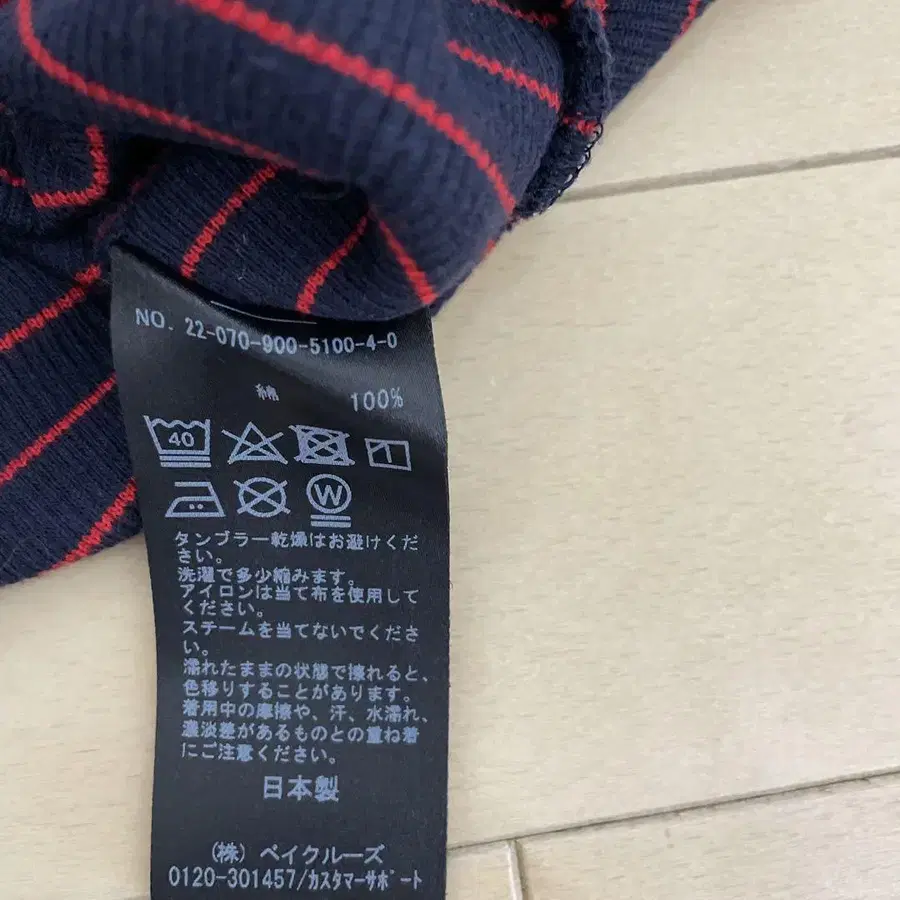 NO. 22-070-900-5100-4-0
綿 100%
40
W
タンブラー乾燥はお避けくだ
さい。
洗濯で多少縮みます。
アイロンは当て布を使用して
ください。
スチームを当てないでくださ
い。
濡れたままの状態で擦れると、
色移りすることがあります。
着用中の摩擦や、汗、水濡れ、
濃淡差があるものとの重ね着
にご注意ください。
日本製
(株) ベイクルーズ
0120-301457/カスタマーサポート